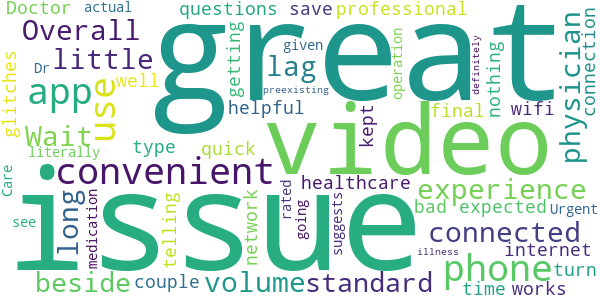 Doctor
actual
questions
save
professional
great
Overall
getting
given
physician
connection
little
lag
operation
definitely
glitches
Dr
well
app
use
preexisting
nothing
helpful
kept
final
wifi
Wait
video
type
quick
literally
convenient
issue
healthcare
experience
Care
long
medication
telling
network
rated
going
suggests
bad expected
Urgent
see
connected
illness
internet
beside
couple
volume
standard
phone
turn
time
works